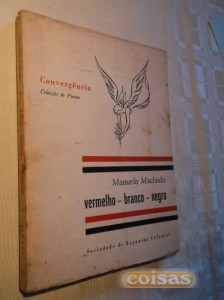 Convergência
Colecção de Poesia
Manuela Machado
vermelho - branco - negro
Sociedade de Expansão Cultural
coisas